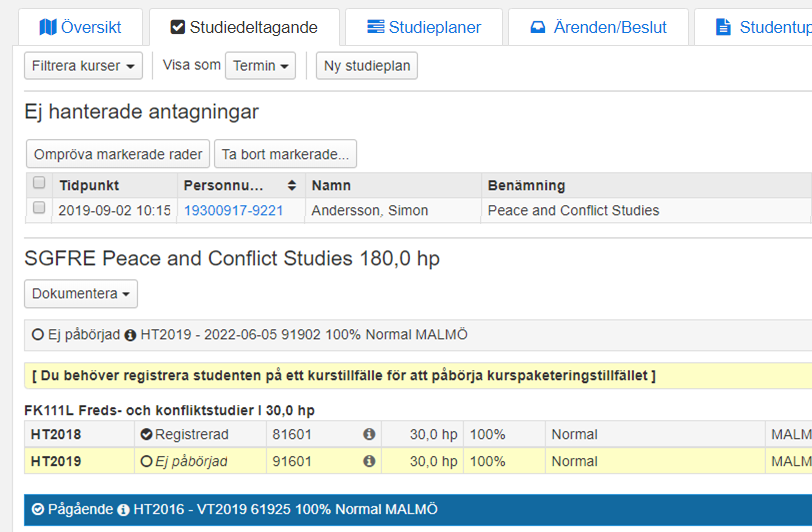 Översikt Studiedeltagande Studieplaner Ärenden/Beslut Studentup
Filtrera kurser Visa som Termin Ny studieplan
Ej hanterade antagningar
Ompröva markerade rader Ta bort markerade...
Tidpunkt Personnu... Namn Benämning
2019-09-02 10:15 19300917-9221 Andersson, Simon Peace and Conflict Studies
SGFRE Peace and Conflict Studies 180,0 hp
Dokumentera
Ej påbörjad HT2019 - 2022-06-05 91902 100% Normal MALMÖ
[ Du behöver registrera studenten på ett kurstillfälle för att påbörja kurspaketeringstillfället ]
FK111L Freds- och konfliktstudier I 30,0 hp
HT2018 Registrerad 81601 30,0 hp 100% Normal MALM
HT2019 Ej påbörjad 91601 30,0 hp 100% Normal MALM
Pågående HT2016 - VT2019 61925 100% Normal MALMÖ